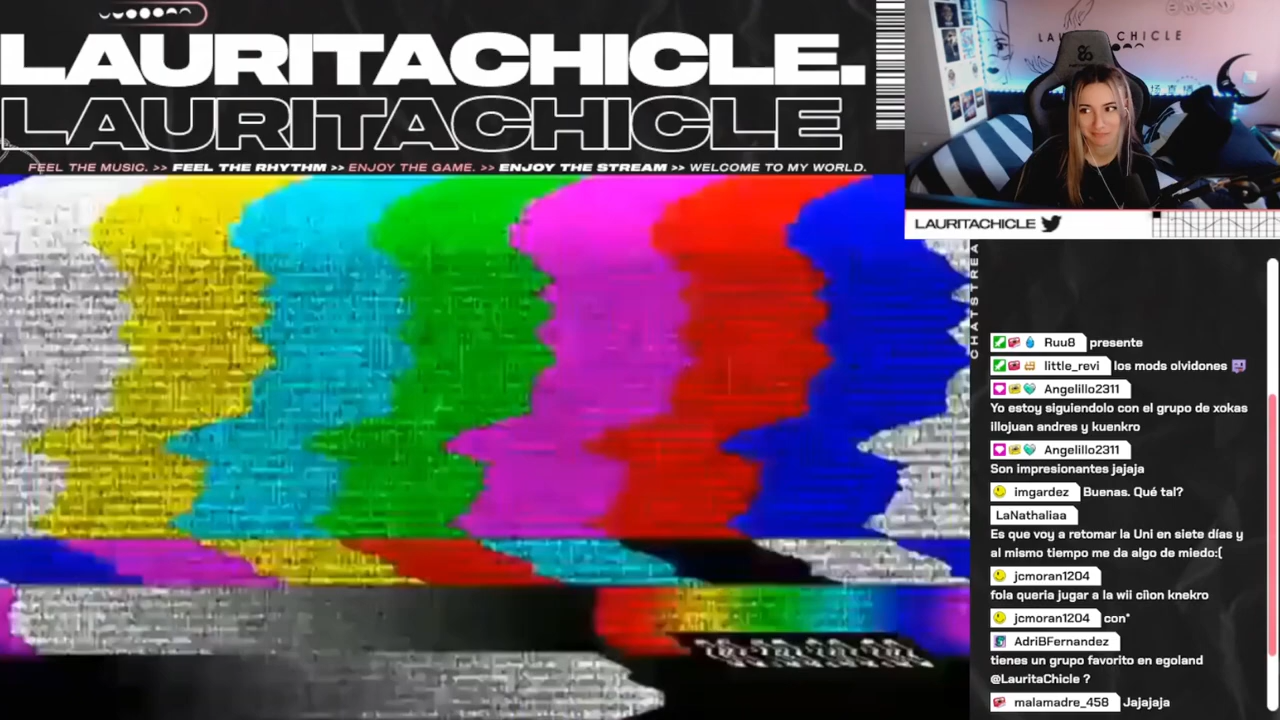 LAURITACHICLE.
LAURITACHICLE
FEEL THE MUSIC. >> FEEL THE RHYTHM >> ENJOY THE GAME. >> ENJOY THE STREAM >> WELCOME TO MY WORLD.
CHICLE
LAURITACHICLE
CHATSTREA
Ruu8 presente
little_revi los mods olvidones
Angelillo2311
Yo estoy siguiendolo con el grupo de xokas
illojuan andres y kuenkro
Angelillo2311
Son impresionantes jajaja
imgardez Buenas. Qué tal?
LaNathaliaa
Es que voy a retomar la Uni en siete días y
al mismo tiempo me da algo de miedo:(
jcmoran1204
fola queria jugar a la wii ciìon knekro
jcmoran1204 con*
AdriBFernandez
tienes un grupo favorito en egoland
@LauritaChicle ?
malamadre_458 Jajajaja